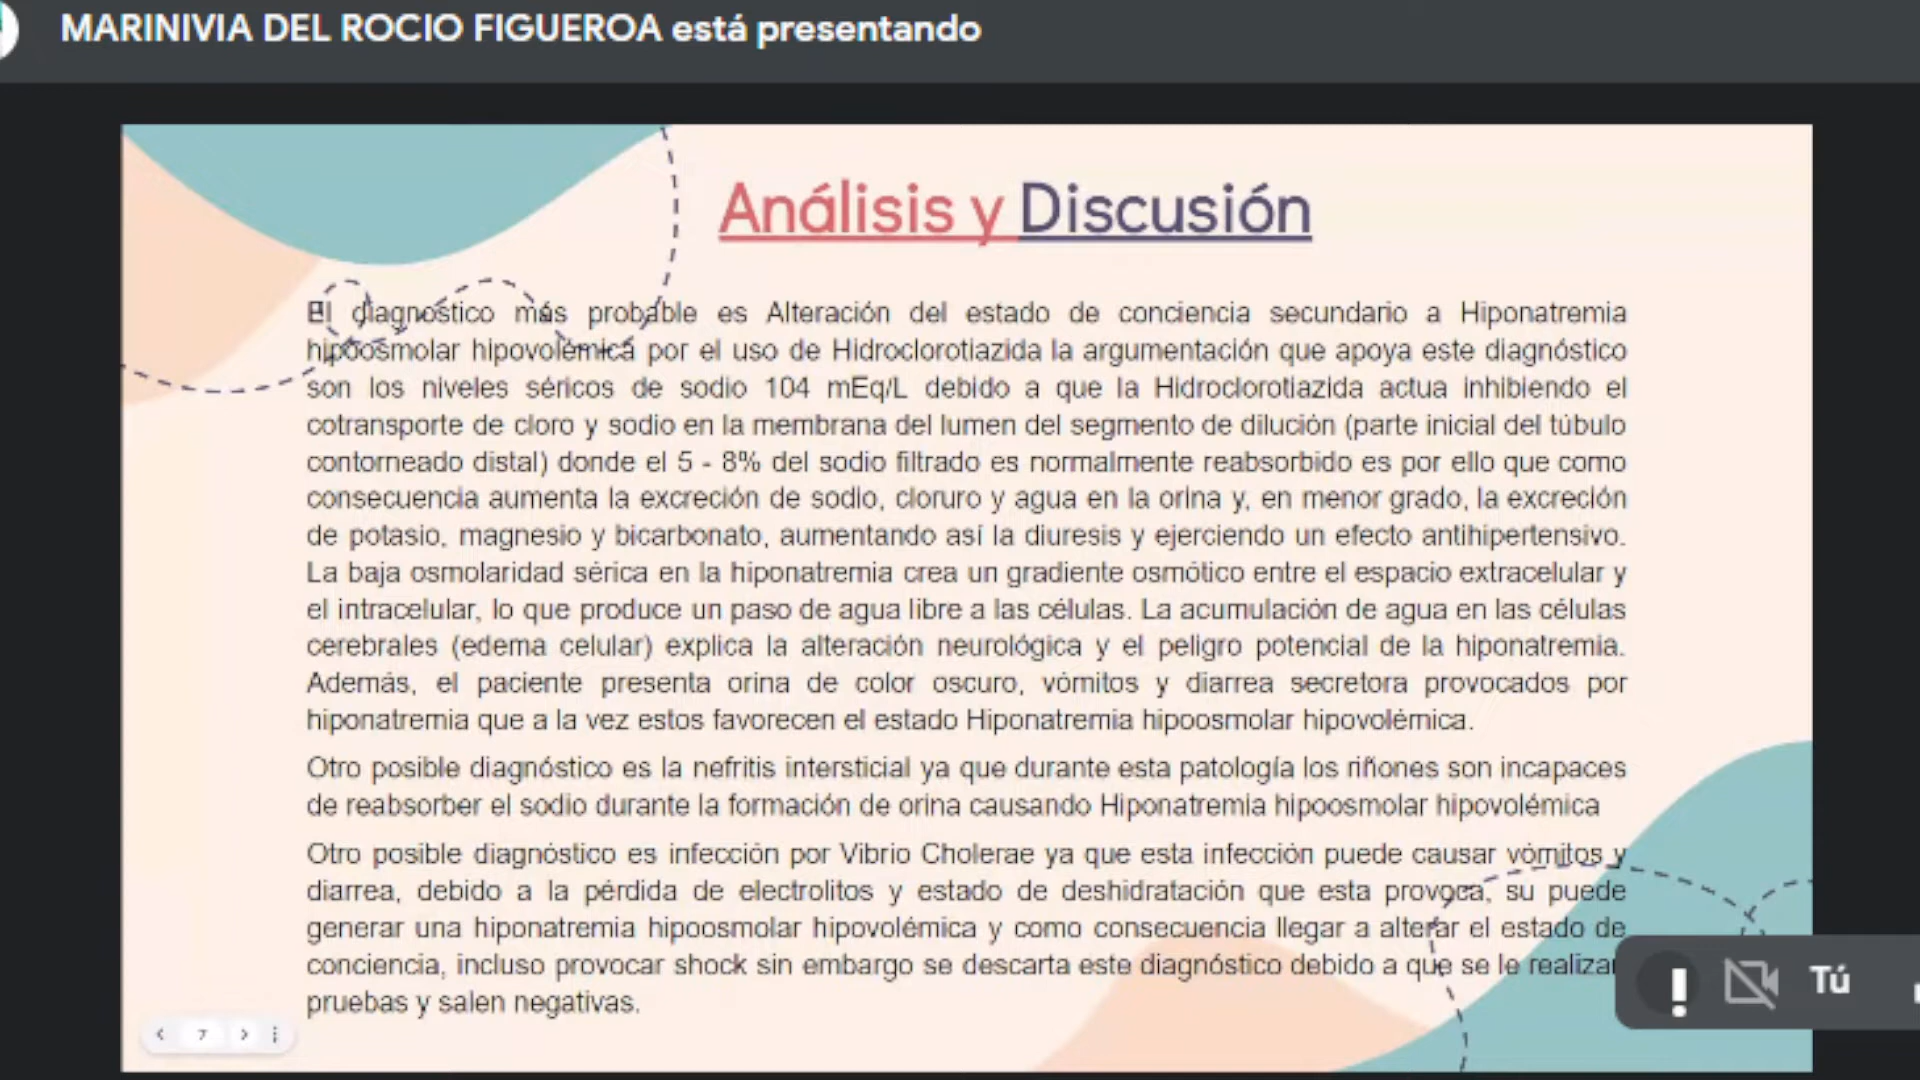 MARINIVIA DEL ROCIO FIGUEROA está presentando
Análisis y Discusión
El diagnóstico más probable es Alteración del estado de conciencia secundario a Hiponatremia
hipoosmolar hipovolémica por el uso de Hidroclorotiazida la argumentación que apoya este diagnóstico
son los niveles séricos de sodio 104 mEq/L debido a que la Hidroclorotiazida actua inhibiendo el
cotransporte de cloro y sodio en la membrana del lumen del segmento de dilución (parte inicial del túbulo
contorneado distal) donde el 5 - 8% del sodio filtrado es normalmente reabsorbido es por ello que como
consecuencia aumenta la excreción de sodio, cloruro y agua en la orina y, en menor grado, la excreción
de potasio, magnesio y bicarbonato, aumentando así la diuresis y ejerciendo un efecto antihipertensivo.
La baja osmolaridad sérica en la hiponatremia crea un gradiente osmótico entre el espacio extracelular y
el intracelular, lo que produce un paso de agua libre a las células. La acumulación de agua en las células
cerebrales (edema celular) explica la alteración neurológica y el peligro potencial de la hiponatremia.
Además, el paciente presenta orina de color oscuro, vómitos y diarrea secretora provocados por
hiponatremia que a la vez estos favorecen el estado Hiponatremia hipoosmolar hipovolémica.
Otro posible diagnóstico es la nefritis intersticial ya que durante esta patología los riñones son incapaces
de reabsorber el sodio durante la formación de orina causando Hiponatremia hipoosmolar hipovolémica
Otro posible diagnóstico es infección por Vibrio Cholerae ya que esta infección puede causar vómitos y
diarrea, debido a la pérdida de electrolitos y estado de deshidratación que esta provoca, su puede
generar una hiponatremia hipoosmolar hipovolémica y como consecuencia llegar a alterar el estado de
conciencia, incluso provocar shock sin embargo se descarta este diagnóstico debido a que se le realizan
pruebas y salen negativas.
7
Tú